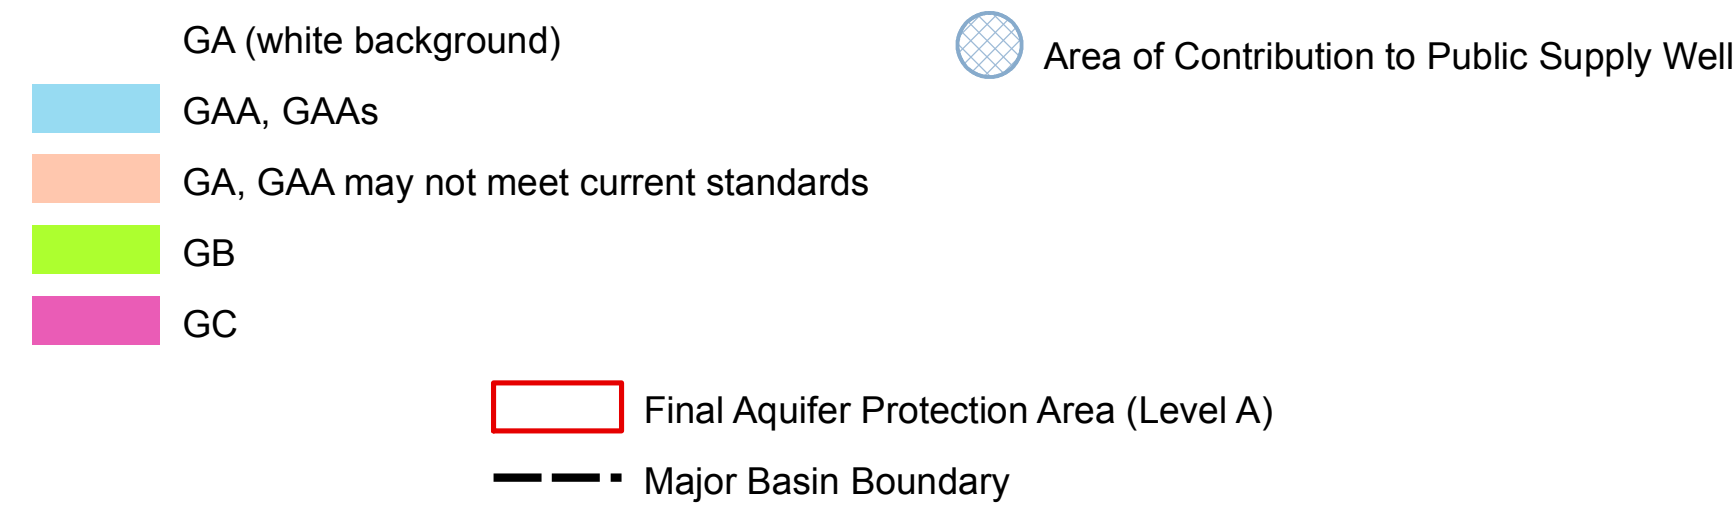 GA (white background)
Area of Contribution to Public Supply Well
GAA, GAAs
GA, GAA may not meet current standards
GB
GC
Final Aquifer Protection Area (Level A)
Major Basin Boundary